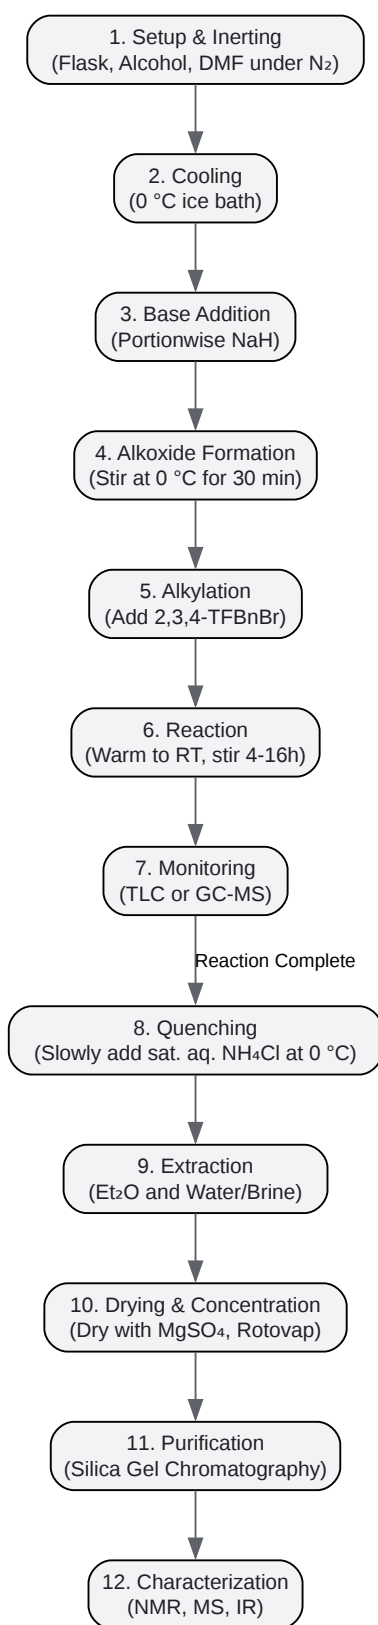 1. Setup & Inerting
(Flask, Alcohol, DMF under N₂)
2. Cooling
(0 °C ice bath)
3. Base Addition
(Portionwise NaH)
4. Alkoxide Formation
(Stir at 0 °C for 30 min)
5. Alkylation
(Add 2,3,4-TFBnBr)
6. Reaction
(Warm to RT, stir 4-16h)
7. Monitoring
(TLC or GC-MS)
Reaction Complete
8. Quenching
(Slowly add sat. aq. NH₄Cl at 0 °C)
9. Extraction
(Et₂O and Water/Brine)
10. Drying & Concentration
(Dry with MgSO₄, Rotovap)
11. Purification
(Silica Gel Chromatography)
12. Characterization
(NMR, MS, IR)